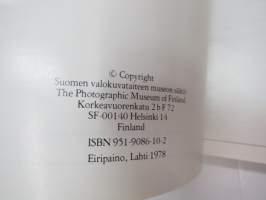 © Copyright
Suomen valokuvataiteen museon säätiö
The Photographic Museum of Finland
Korkeavuorenkatu 2 b F 72
SF-00140 Helsinki 14
Finland
ISBN 951-9086-10-2
Eiripaino, Lahti 1978